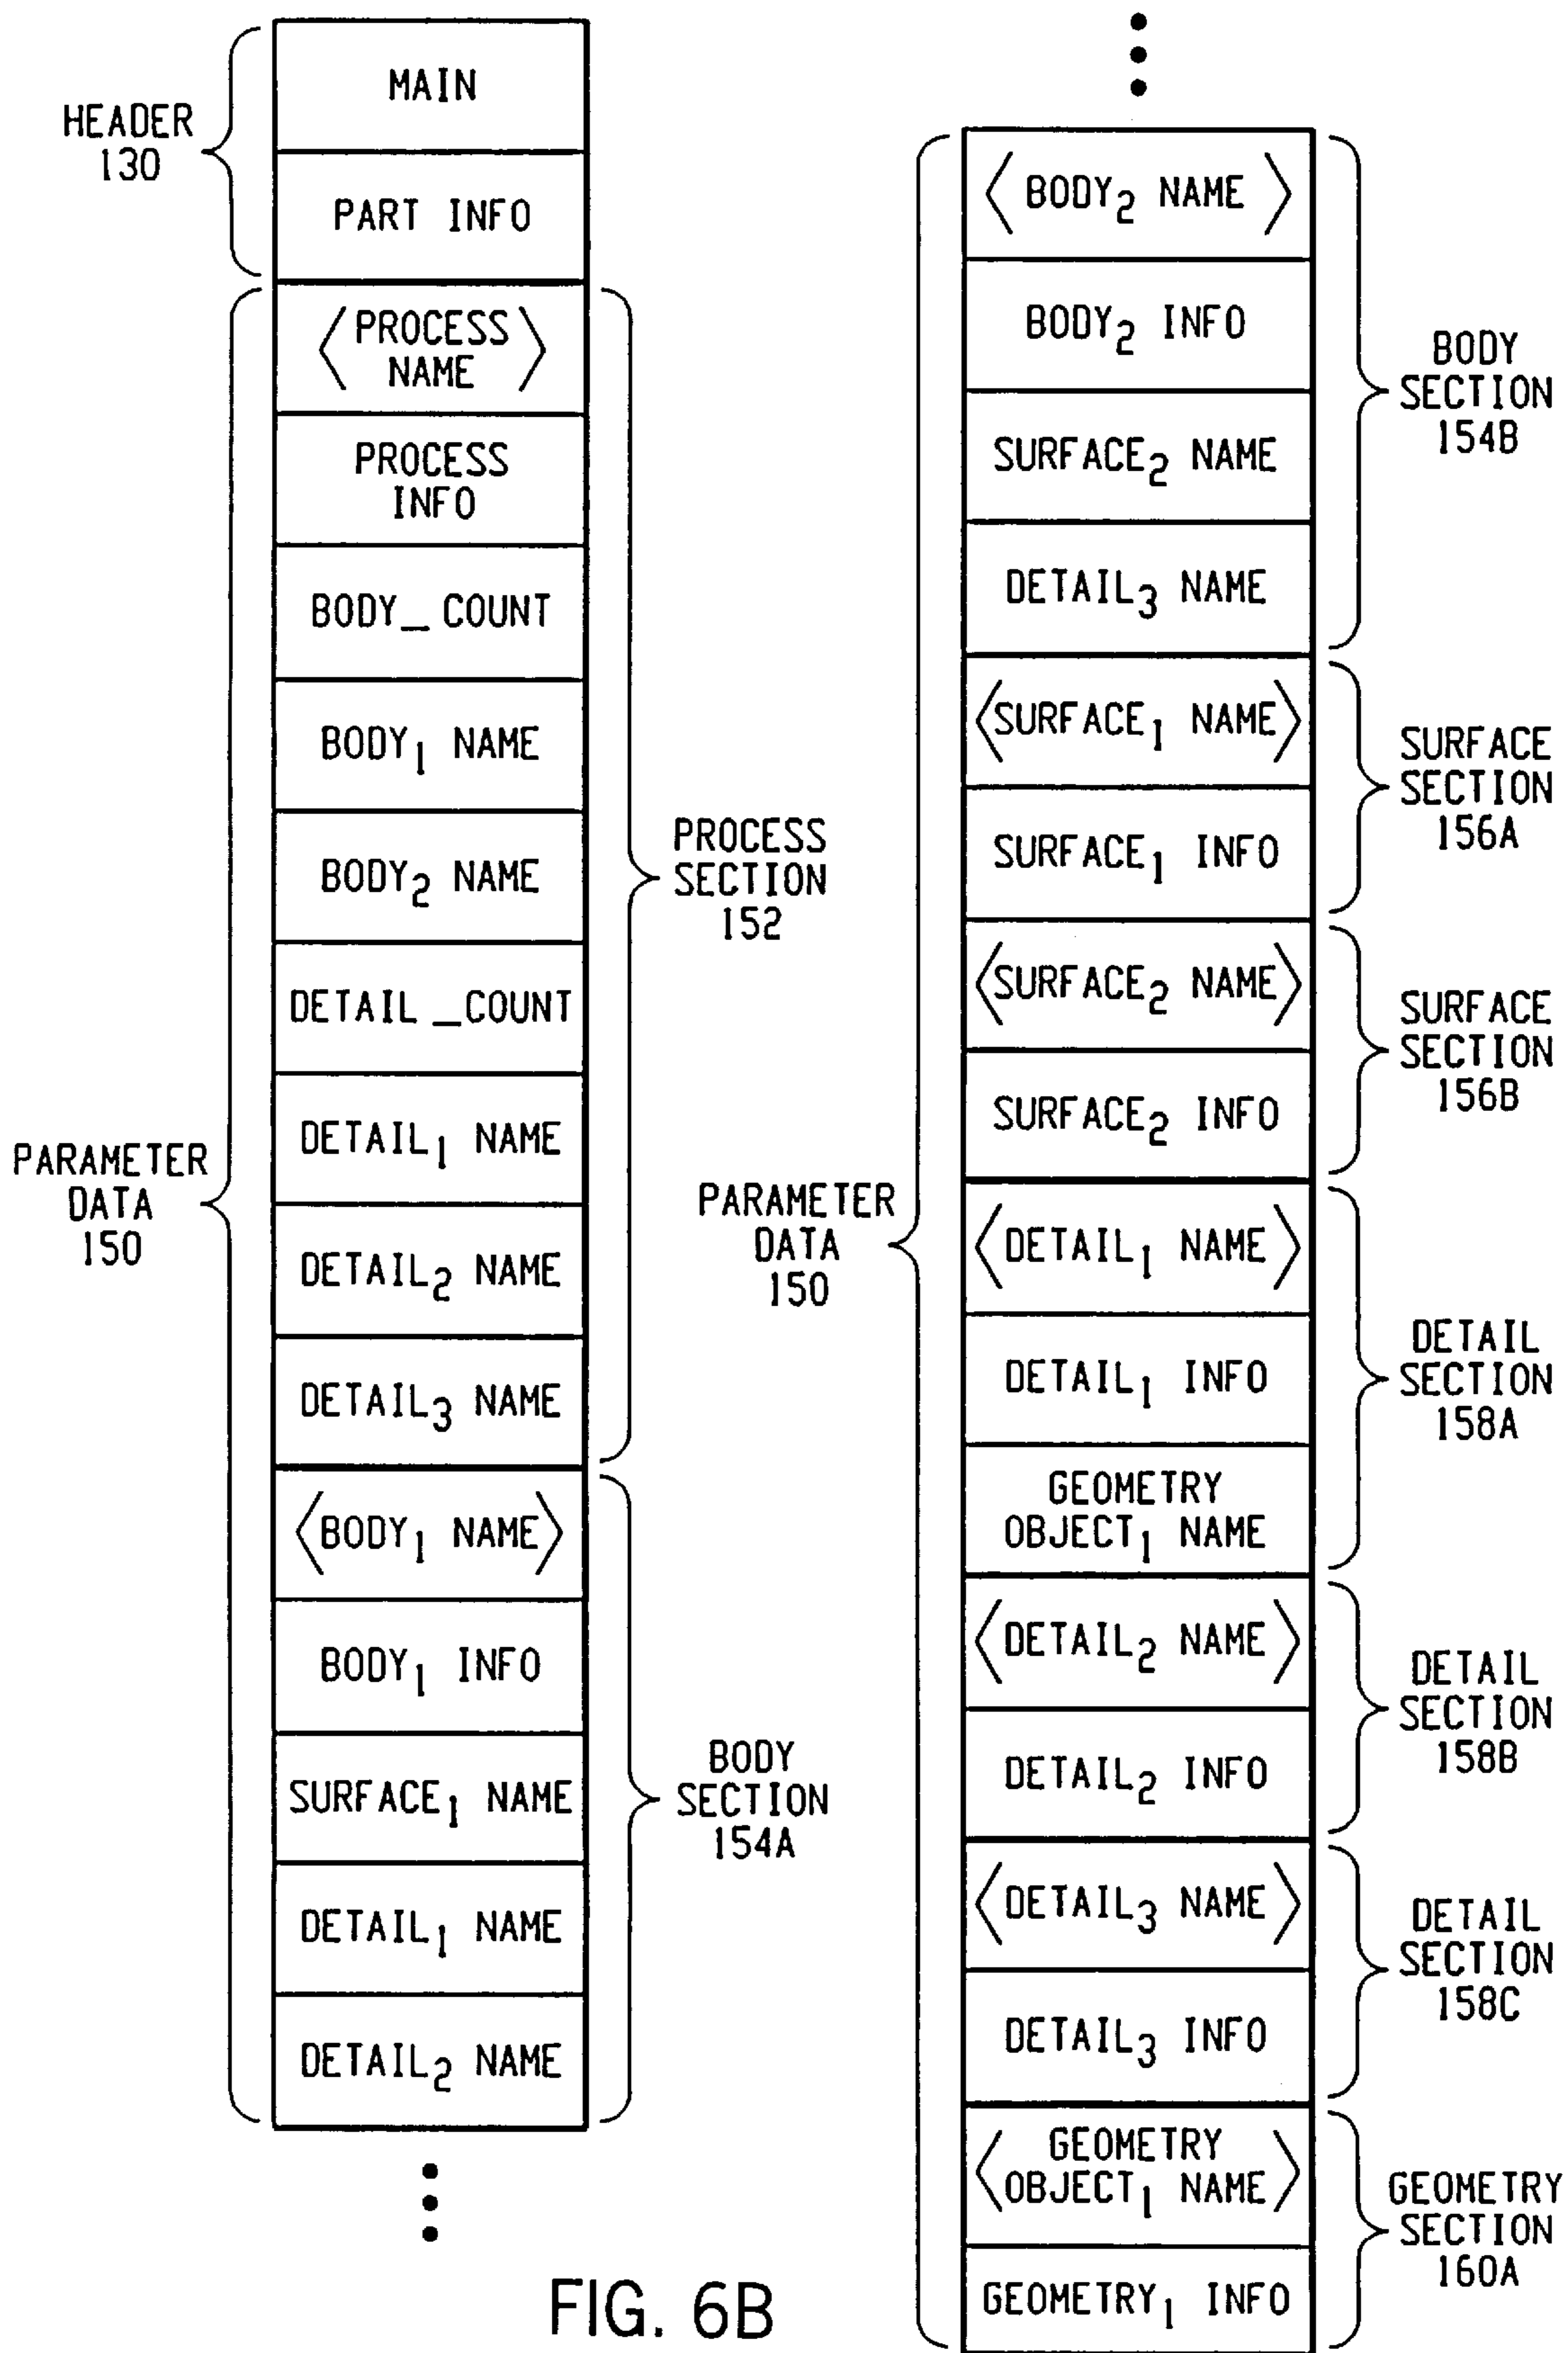 HEADER
130
MAIN
PART INFO
PARAMETER
DATA
150
<PROCESS
NAME>
PROCESS
INFO
BODY_COUNT
BODY₁ NAME
BODY₂ NAME
DETAIL_COUNT
DETAIL₁ NAME
DETAIL₂ NAME
DETAIL₃ NAME
PROCESS
SECTION
152
<BODY₁ NAME>
BODY₁ INFO
SURFACE₁ NAME
DETAIL₁ NAME
DETAIL₂ NAME
BODY
SECTION
154A
PARAMETER
DATA
150
<BODY₂ NAME>
BODY₂ INFO
SURFACE₂ NAME
DETAIL₃ NAME
BODY
SECTION
154B
<SURFACE₁ NAME>
SURFACE₁ INFO
SURFACE
SECTION
156A
<SURFACE₂ NAME>
SURFACE₂ INFO
SURFACE
SECTION
156B
<DETAIL₁ NAME>
DETAIL₁ INFO
GEOMETRY
OBJECT₁ NAME
DETAIL
SECTION
158A
<DETAIL₂ NAME>
DETAIL₂ INFO
DETAIL
SECTION
158B
<DETAIL₃ NAME>
DETAIL₃ INFO
DETAIL
SECTION
158C
<GEOMETRY
OBJECT₁ NAME>
GEOMETRY₁ INFO
GEOMETRY
SECTION
160A
FIG. 6B